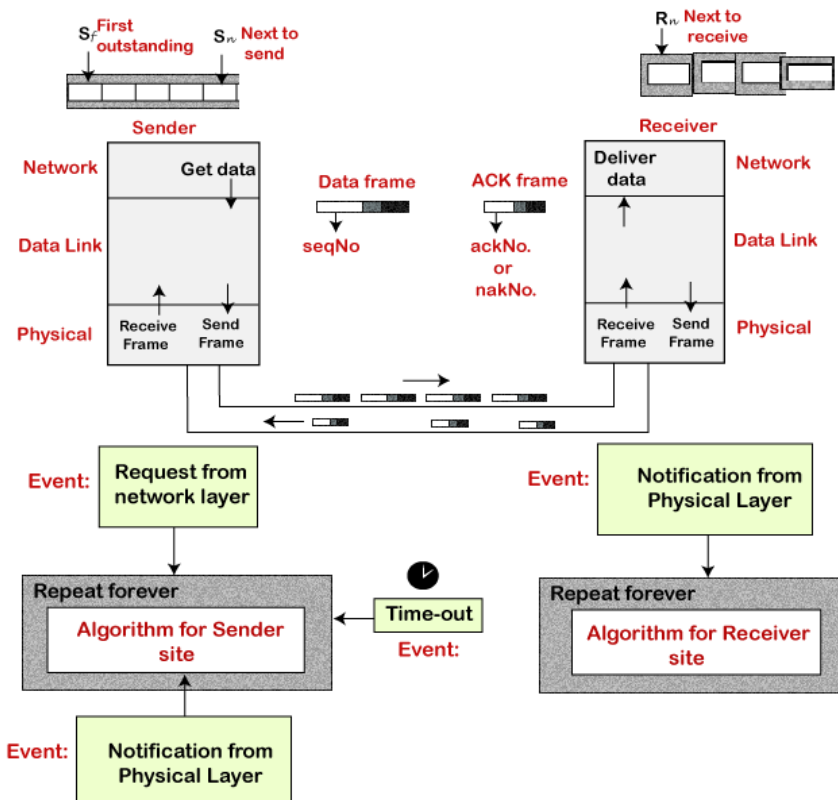 Sf First
outstanding
Sn Next to
send
Rn Next to
receive
Sender
Receiver
Network
Get data
Data frame
ACK frame
Deliver
data
Network
Data Link
seqNo
ackNo.
or
nakNo.
Data Link
Physical
Receive
Frame
Send
Frame
Receive
Frame
Send
Frame
Physical
Event:
Request from
network layer
Event:
Notification from
Physical Layer
Repeat forever
Algorithm for Sender
site
Time-out
Event:
Repeat forever
Algorithm for Receiver
site
Event:
Notification from
Physical Layer